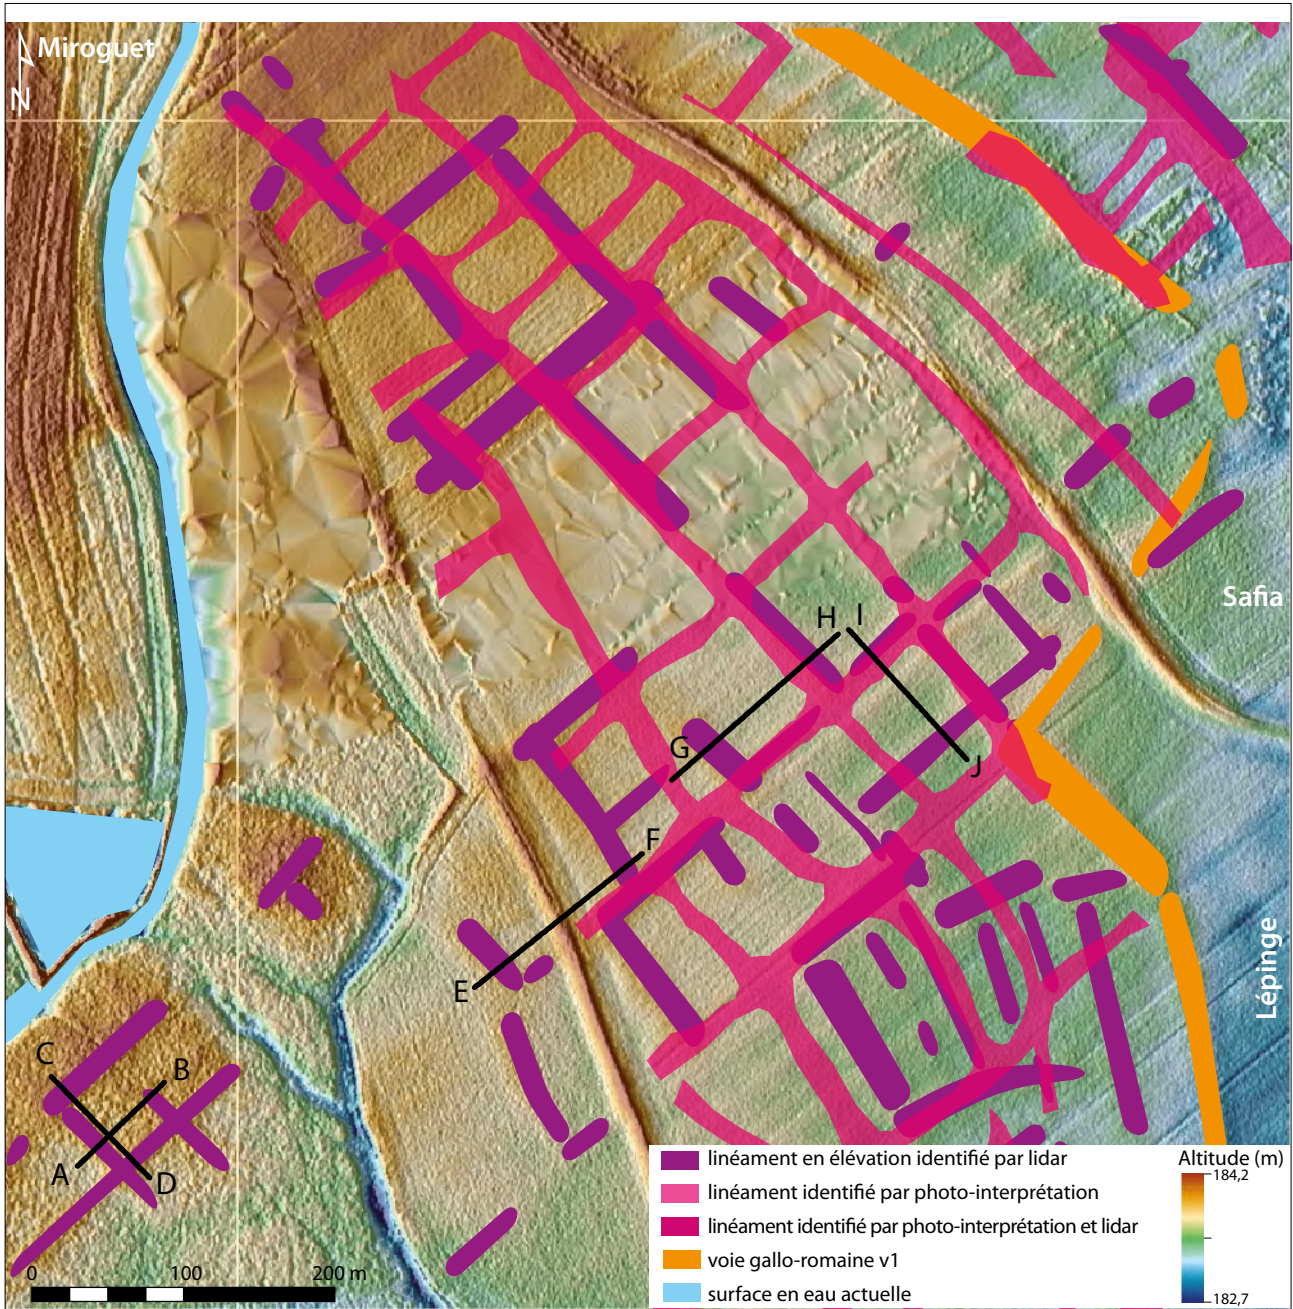 Miroguet
N
H I
Safia
G
J
F
E
Lépinge
C
B
A
D
0 100 200 m
linéament en élévation identifié par lidar
linéament identifié par photo-interprétation
linéament identifié par photo-interprétation et lidar
voie gallo-romaine v1
surface en eau actuelle
Altitude (m)
184,2
182,7